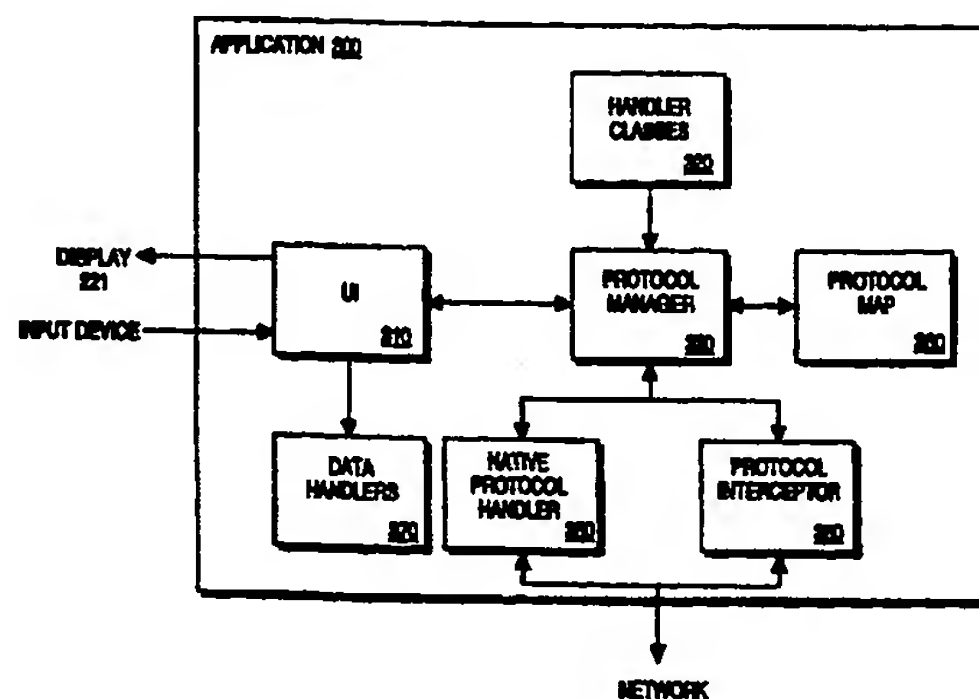 APPLICATION
HANDLER
CLASSES
DISPLAY
221
INPUT DEVICE
UI
PROTOCOL
MANAGER
PROTOCOL
MAP
DATA
HANDLERS
NATIVE
PROTOCOL
HANDLER
PROTOCOL
INTERCEPTOR
NETWORK